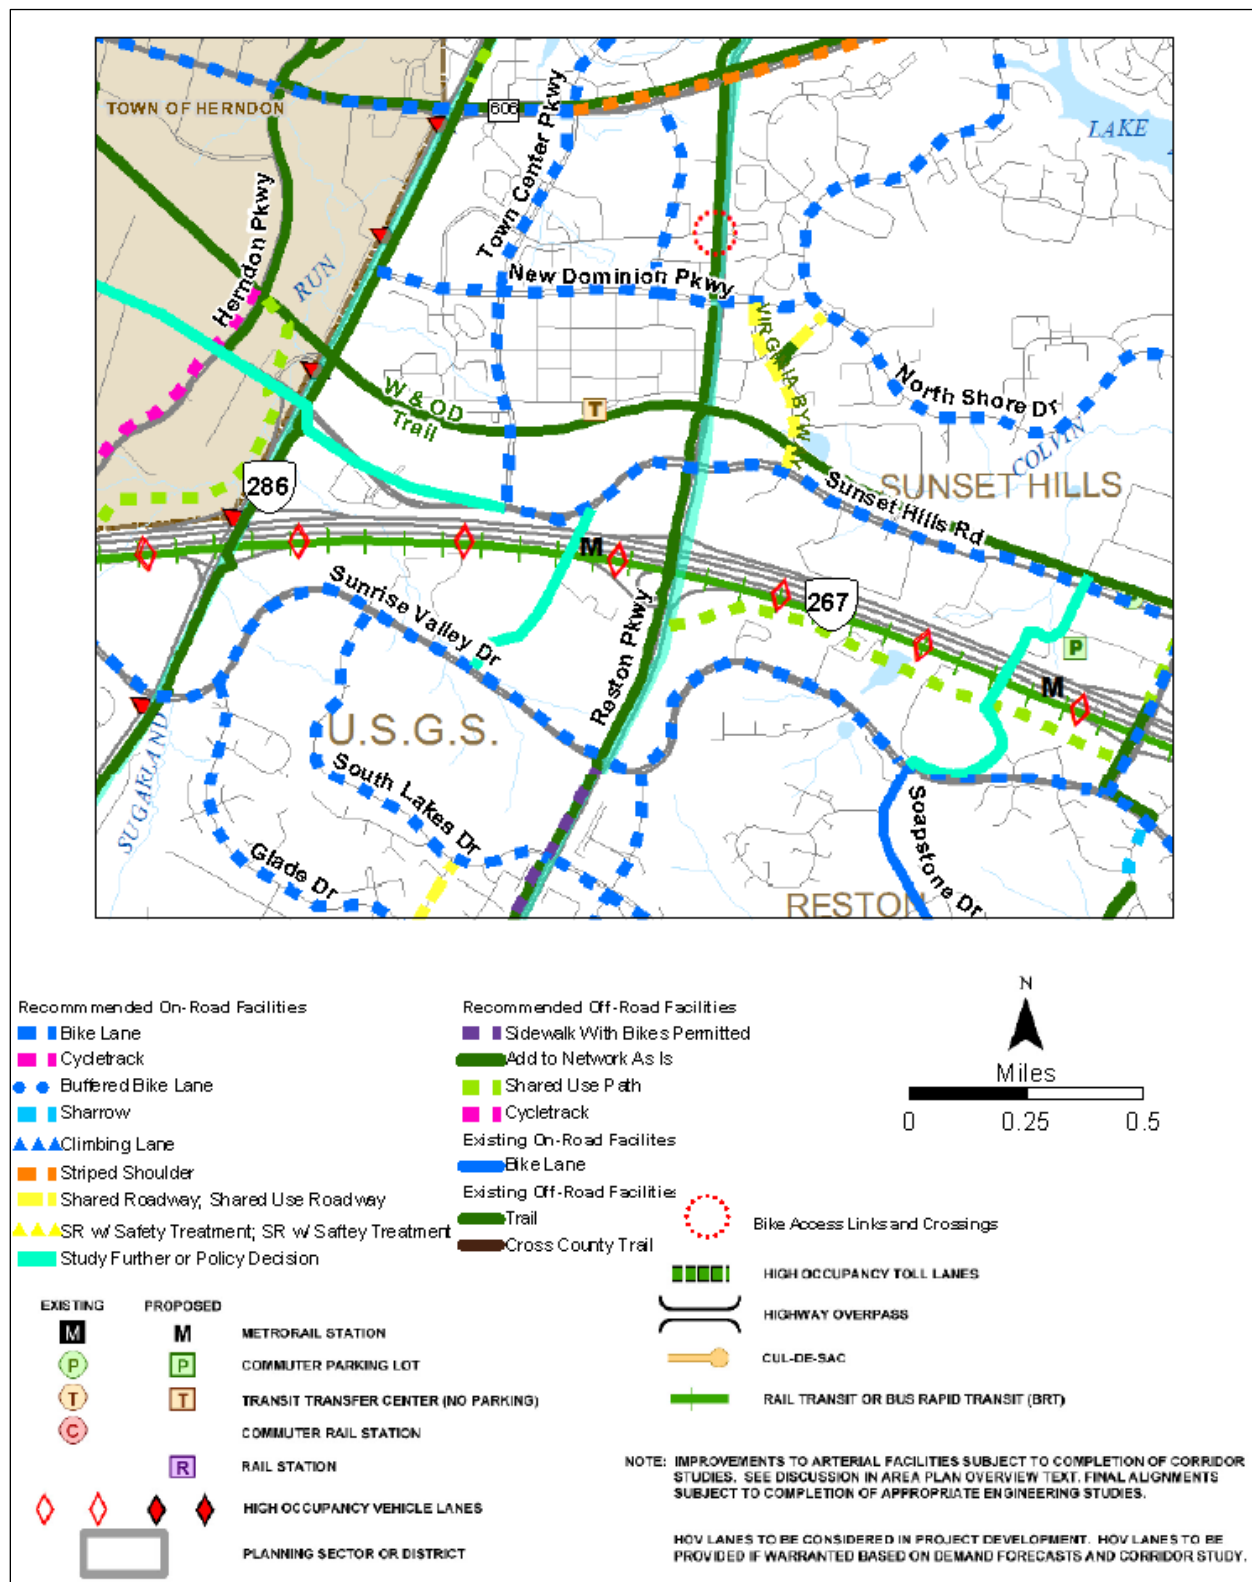 TOWN OF HERNDON
606
LAKE
Town Center Pkwy
Herndon Pkwy
RUN
New Dominion Pkwy
VIRGINIA BYW
W & OD
Trail
North Shore Dr
COLVIN
286
SUNSET HILLS
Sunset Hills Rd
T
M
267
Sunrise Valley Dr
Reston Pkwy
P
M
U.S.G.S.
SUGARLAND
South Lakes Dr
Glade Dr
Soapstone Dr
RESTON
N
Miles
0 0.25 0.5
Recommmended On-Road Facilities
Bike Lane
Cycletrack
Buffered Bike Lane
Sharrow
Climbing Lane
Striped Shoulder
Shared Roadway; Shared Use Roadway
SR w/ Safety Treatment; SR w/ Saftey Treatment
Study Further or Policy Decision
Recommended Off-Road Facilities
Sidewalk With Bikes Permitted
Add to Network As Is
Shared Use Path
Cycletrack
Existing On-Road Facilites
Bike Lane
Existing Off-Road Facilities
Trail
Cross County Trail
Bike Access Links and Crossings
HIGH OCCUPANCY TOLL LANES
HIGHWAY OVERPASS
CUL-DE-SAC
RAIL TRANSIT OR BUS RAPID TRANSIT (BRT)
EXISTING PROPOSED
M M METRORAIL STATION
P P COMMUTER PARKING LOT
T T TRANSIT TRANSFER CENTER (NO PARKING)
C COMMUTER RAIL STATION
R RAIL STATION
HIGH OCCUPANCY VEHICLE LANES
PLANNING SECTOR OR DISTRICT
NOTE: IMPROVEMENTS TO ARTERIAL FACILITIES SUBJECT TO COMPLETION OF CORRIDOR
STUDIES. SEE DISCUSSION IN AREA PLAN OVERVIEW TEXT. FINAL ALIGNMENTS
SUBJECT TO COMPLETION OF APPROPRIATE ENGINEERING STUDIES.
HOV LANES TO BE CONSIDERED IN PROJECT DEVELOPMENT. HOV LANES TO BE
PROVIDED IF WARRANTED BASED ON DEMAND FORECASTS AND CORRIDOR STUDY.